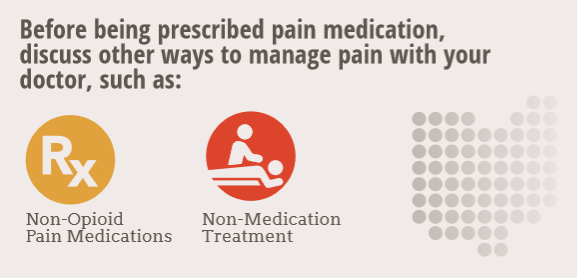 Before being prescribed pain medication,
discuss other ways to manage pain with your
doctor, such as:
Rx
Non-Opioid
Pain Medications
Non-Medication
Treatment